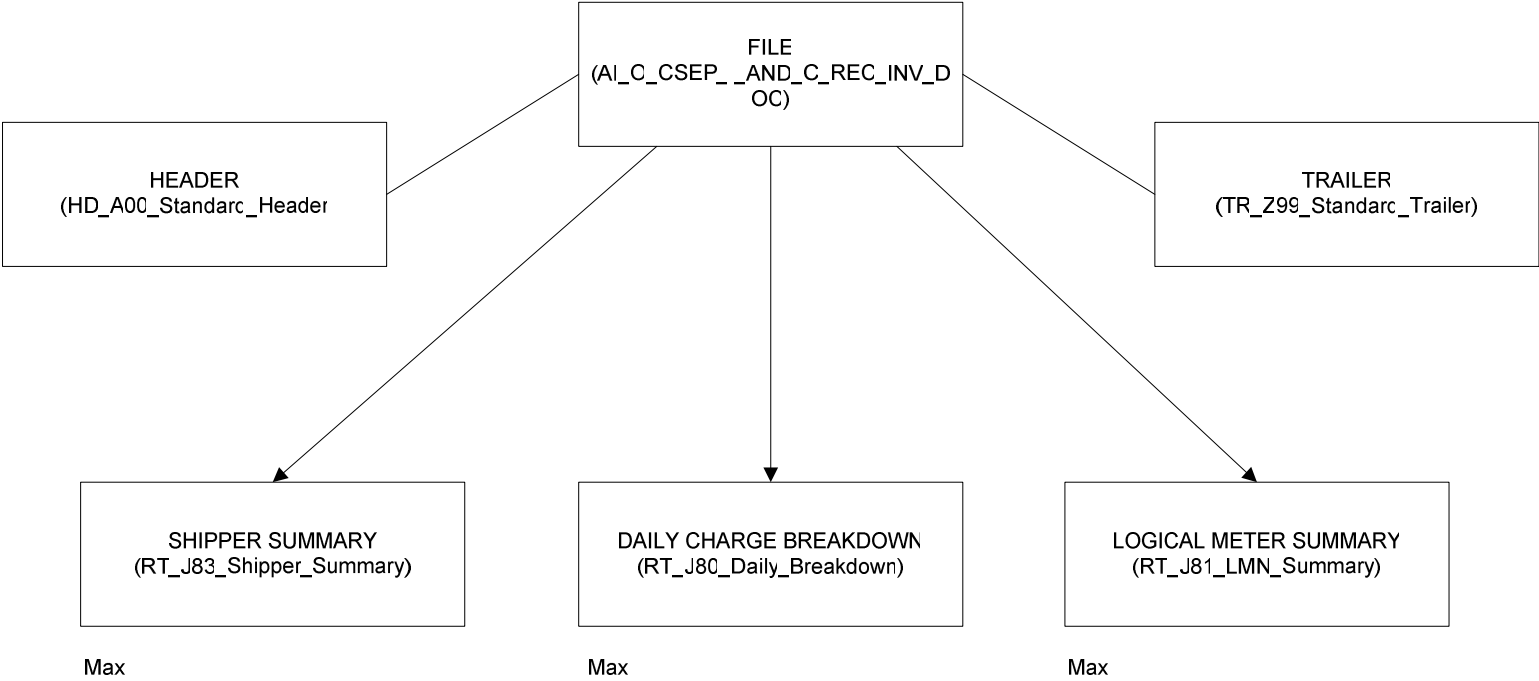 FILE
(AI_O_CSEP_ _AND_C_REC_INV_D
OC)
HEADER
(HD_A00_Standard_Header
TRAILER
(TR_Z99_Standard_Trailer)
SHIPPER SUMMARY
(RT_J83_Shipper_Summary)
DAILY CHARGE BREAKDOWN
(RT_J80_Daily_Breakdown)
LOGICAL METER SUMMARY
(RT_J81_LMN_Summary)
Max
Max
Max